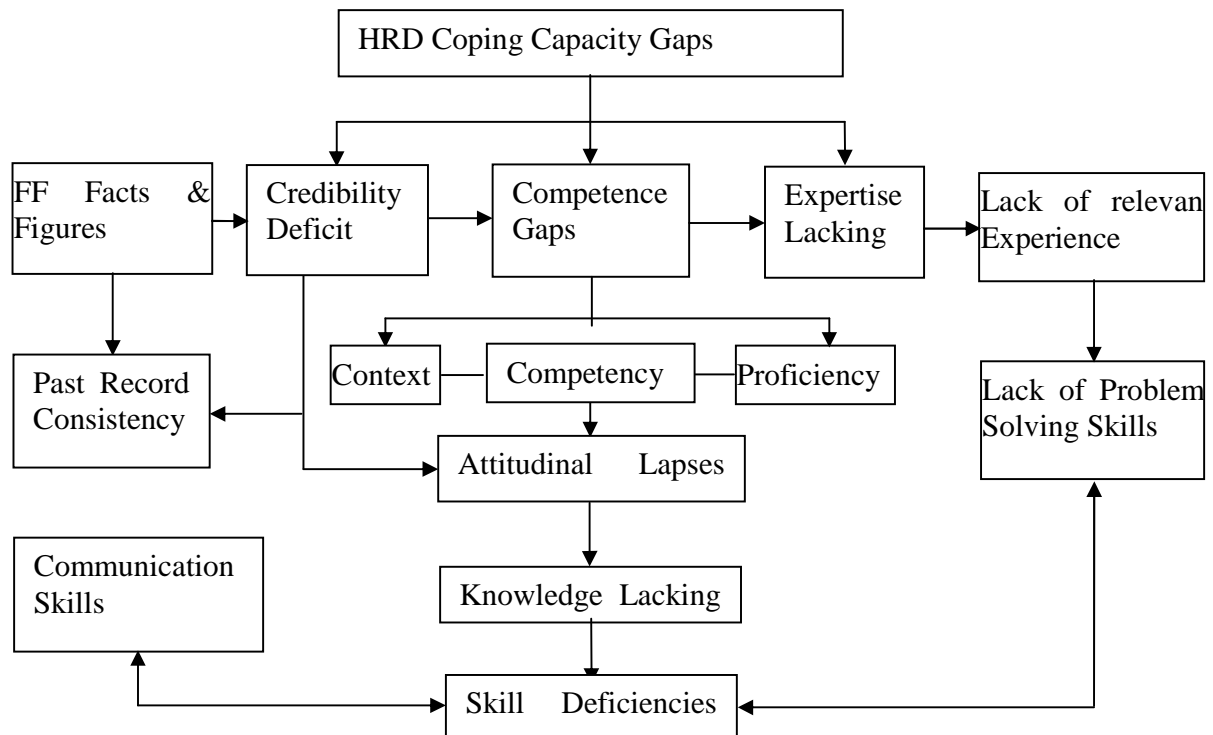 HRD Coping Capacity Gaps
FF Facts &
Figures
Credibility
Deficit
Competence
Gaps
Expertise
Lacking
Lack of relevan
Experience
Past Record
Consistency
Context
Competency
Proficiency
Lack of Problem
Solving Skills
Attitudinal Lapses
Communication
Skills
Knowledge Lacking
Skill Deficiencies